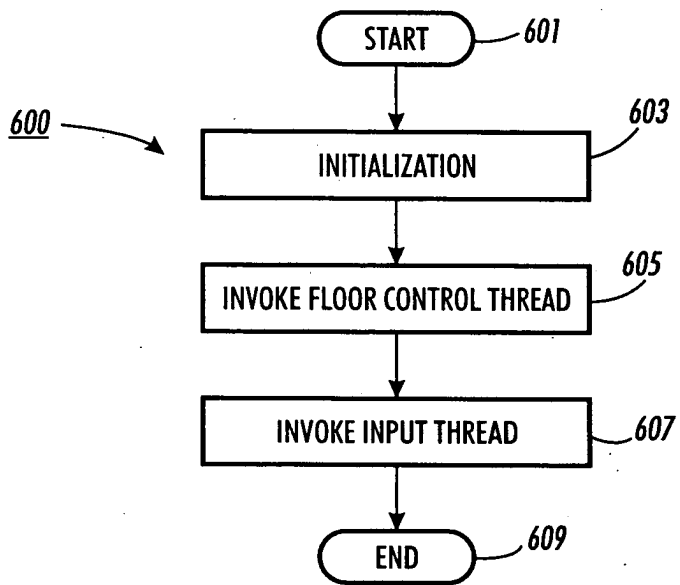 START
601
600
603
INITIALIZATION
605
INVOKE FLOOR CONTROL THREAD
INVOKE INPUT THREAD
607
END
609